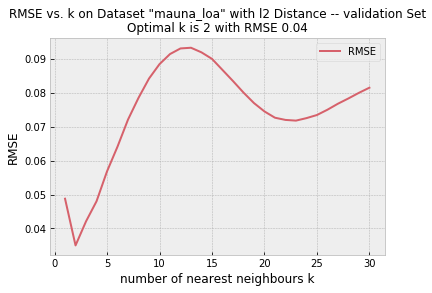 RMSE vs. k on Dataset "mauna_loa" with l2 Distance -- validation Set
Optimal k is 2 with RMSE 0.04
RMSE
0.09
0.08
0.07
0.06
0.05
0.04
RMSE
0 5 10 15 20 25 30
number of nearest neighbours k